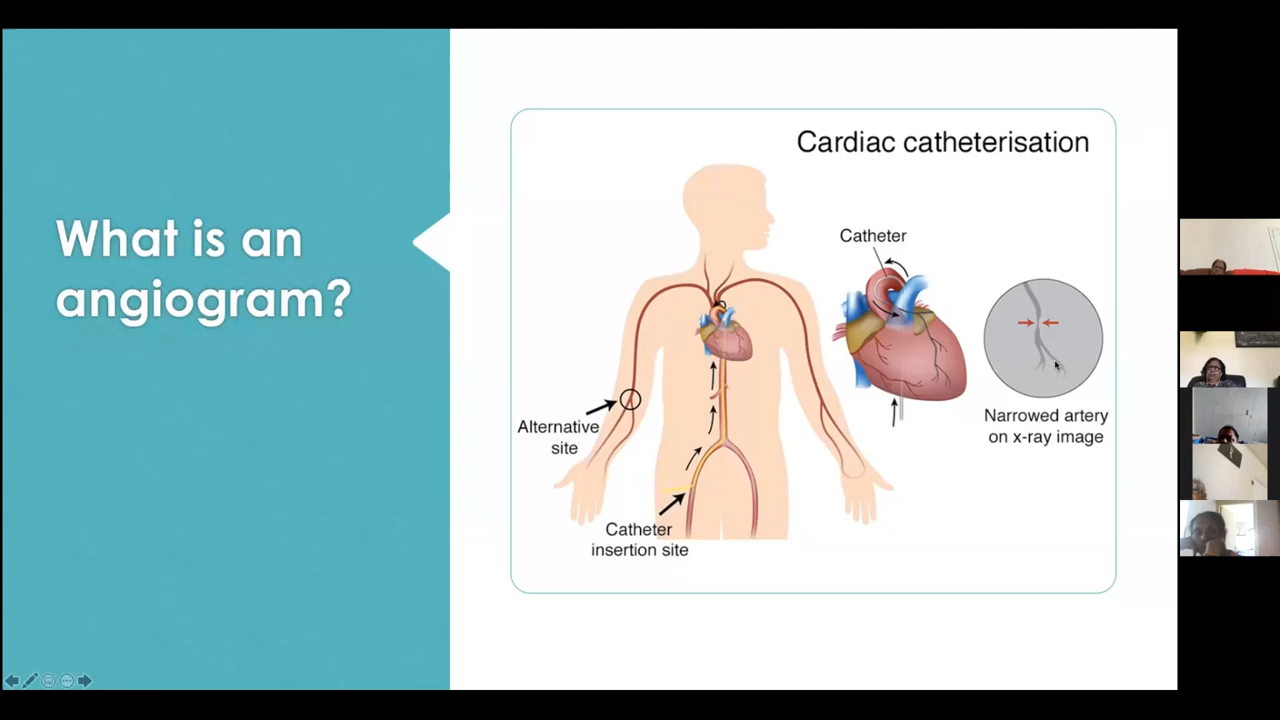 What is an
angiogram?
Cardiac catheterisation
Catheter
Alternative
site
Narrowed artery
on x-ray image
Catheter
insertion site